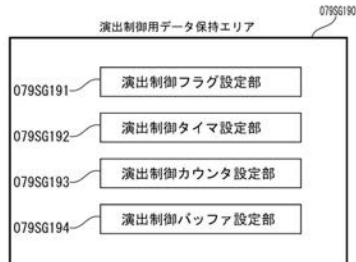 079SG190
演出制御用データ保持エリア
079SG191
演出制御フラグ設定部
079SG192
演出制御タイマ設定部
079SG193
演出制御カウンタ設定部
079SG194
演出制御バッファ設定部